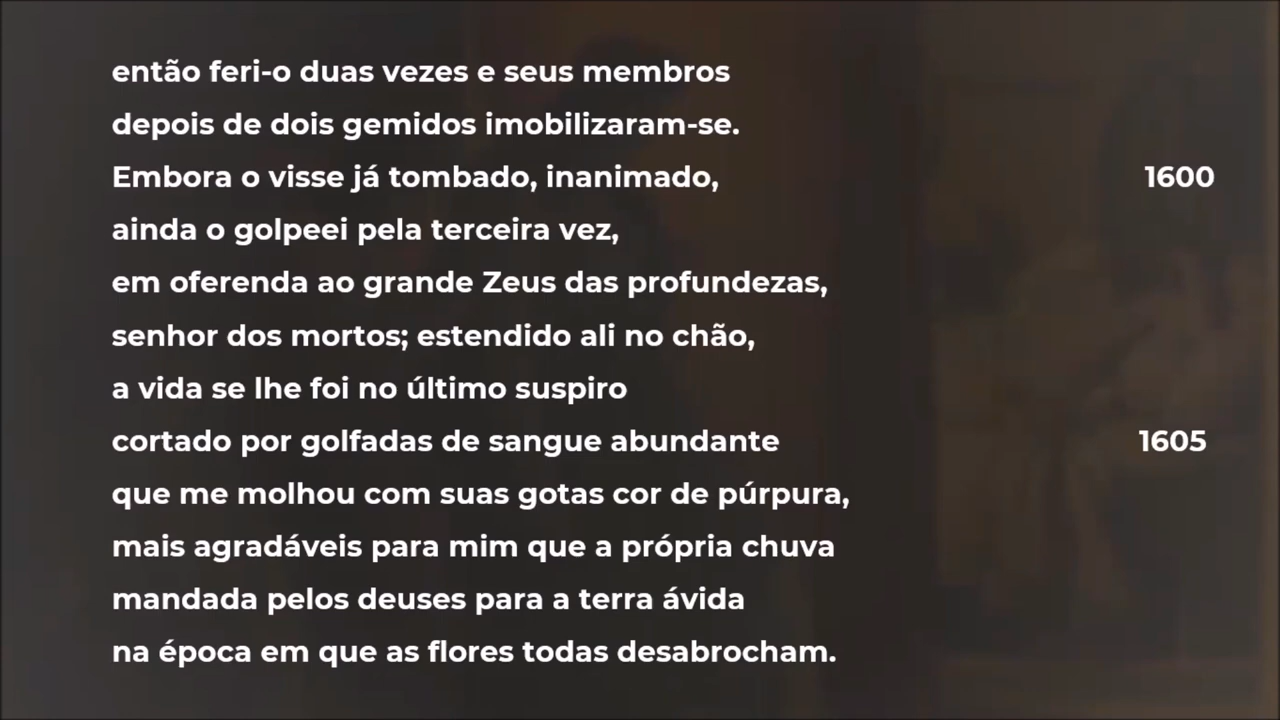 então feri-o duas vezes e seus membros
depois de dois gemidos imobilizaram-se.
Embora o visse já tombado, inanimado, 1600
ainda o golpeei pela terceira vez,
em oferenda ao grande Zeus das profundezas,
senhor dos mortos; estendido ali no chão,
a vida se lhe foi no último suspiro
cortado por golfadas de sangue abundante 1605
que me molhou com suas gotas cor de púrpura,
mais agradáveis para mim que a própria chuva
mandada pelos deuses para a terra ávida
na época em que as flores todas desabrocham.